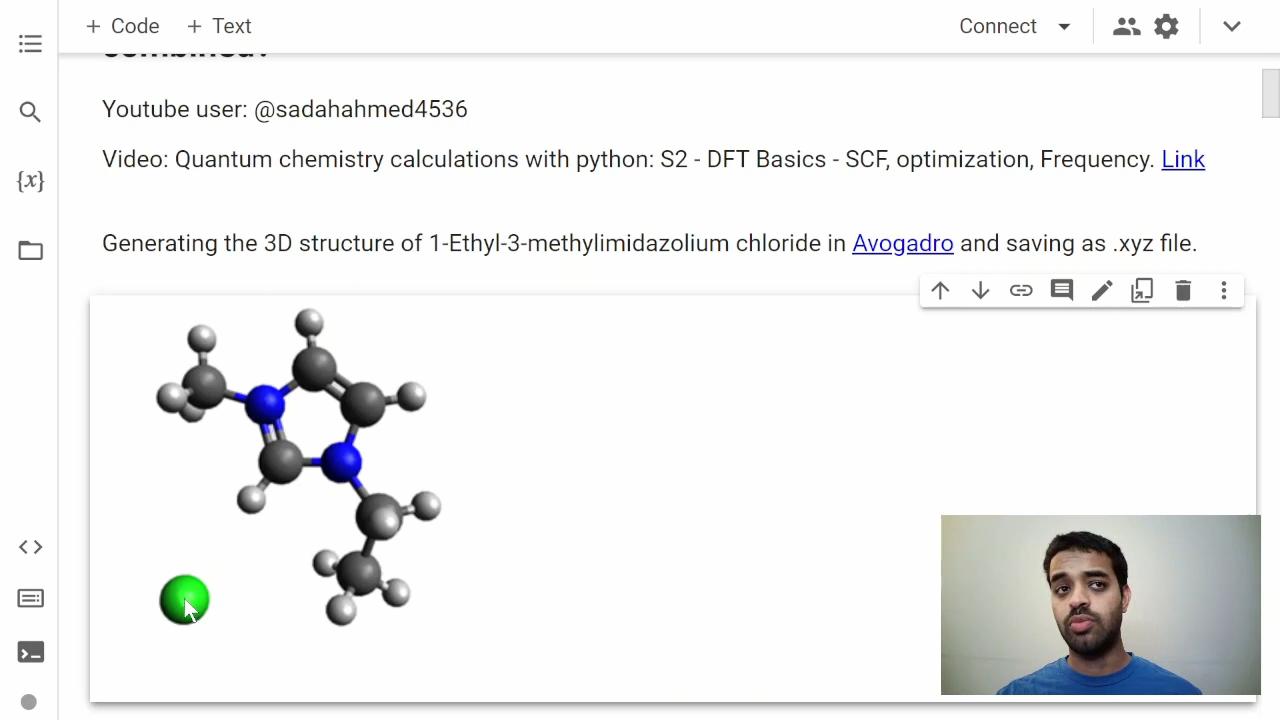 + Code + Text Connect
combined?
Youtube user: @sadahahmed4536
Video: Quantum chemistry calculations with python: S2 - DFT Basics - SCF, optimization, Frequency. Link
Generating the 3D structure of 1-Ethyl-3-methylimidazolium chloride in Avogadro and saving as .xyz file.
{x}